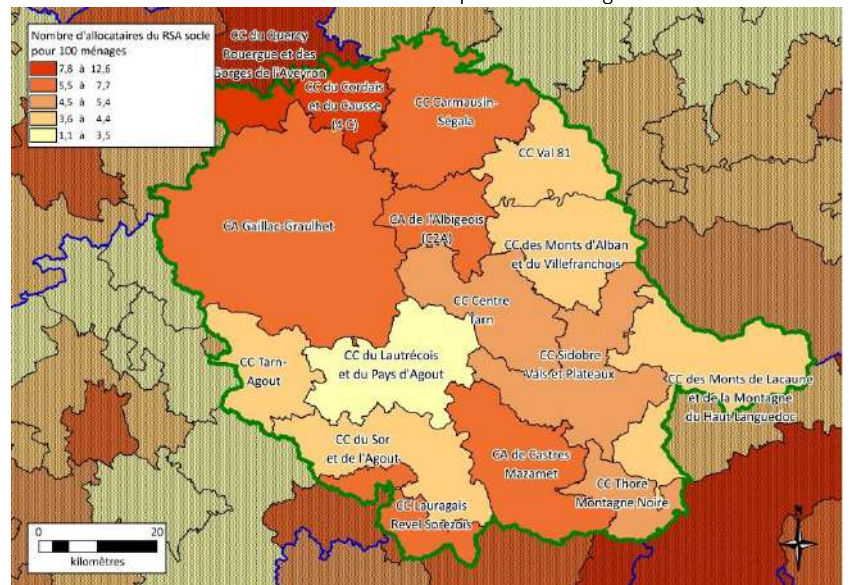 Nombre d'allocataires du RSA socle
pour 100 ménages
7,8 à 12,6
5,5 à 7,7
4,5 à 5,4
3,6 à 4,4
1,1 à 3,5
CC du Quercy
Rouergue et des
Gorges de l'Aveyron
CC du Cordais
et du Causse
(4 C)
CC Carmausin-
Ségala
CC Val 81
CA Gaillac-Graulhet
CA de l'Albigeois
(C2A)
CC des Monts d'Alban
et du Villefranchois
CC Centre
Tarn
CC Tarn-
Agout
CC du Lautrécois
et du Pays d'Agout
CC Sidobre
Vals et Plateaux
CC des Monts de Lacaune
et de la Montagne
du Haut Languedoc
CC du Sor
et de l'Agout
CA de Castres
Mazamet
CC Thoré
Montagne Noire
CC Lauragais
Revel Sorezois
0 20
kilomètres
N